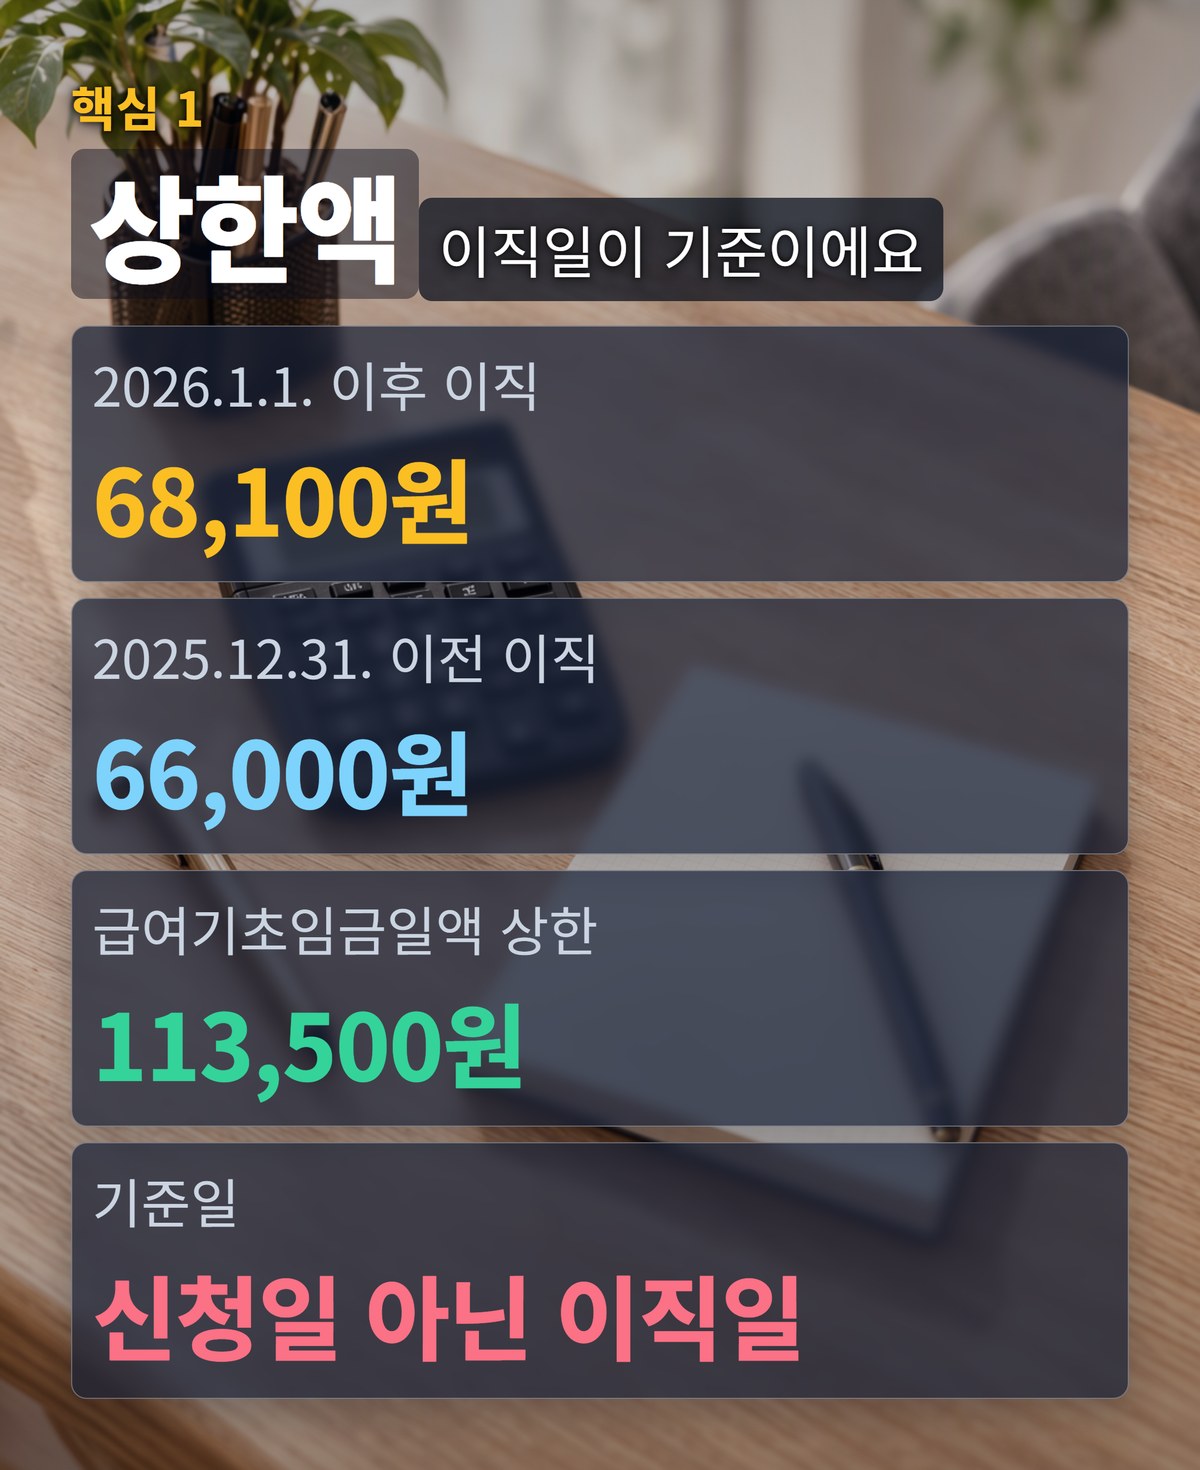 핵심 1
상한액 이직일이 기준이에요
2026.1.1. 이후 이직
68,100원
2025.12.31. 이전 이직
66,000원
급여기초임금일액 상한
113,500원
기준일
신청일 아닌 이직일